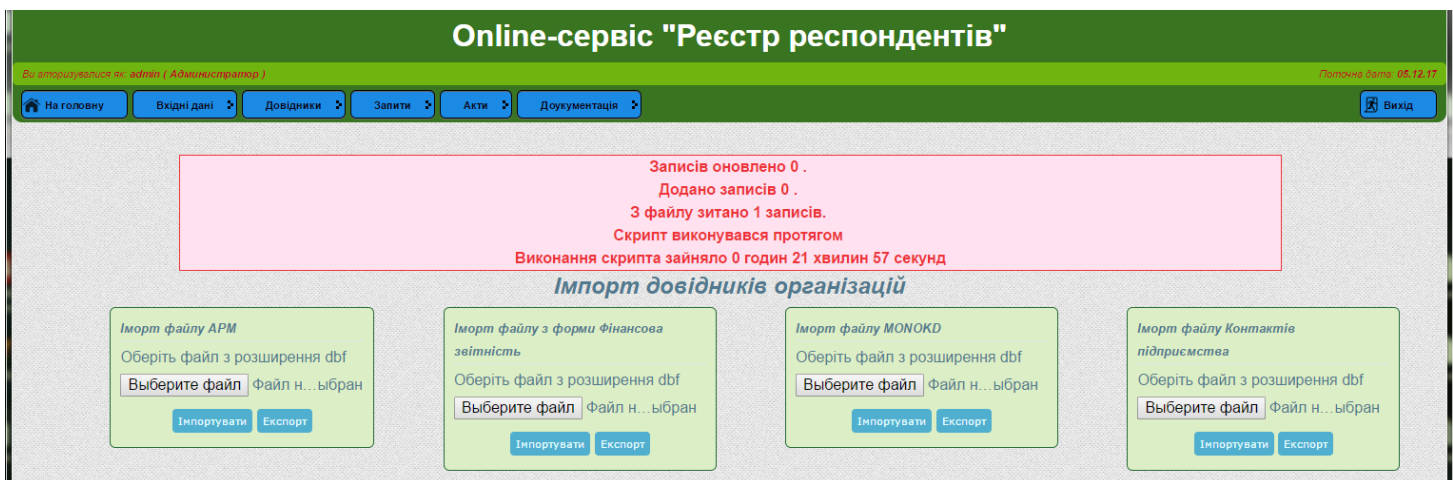 Online-сервіс "Реєстр респондентів"
Ви авторизувалися як: admin ( Администратор )
Поточна дата: 05.12.17
На головну
Вхідні дані
Довідники
Запити
Акти
Доукументація
Вихід
Записів оновлено 0 .
Додано записів 0 .
З файлу зитано 1 записів.
Скрипт виконувався протягом
Виконання скрипта зайняло 0 годин 21 хвилин 57 секунд
Імпорт довідників організацій
Іморт файлу АРМ
Оберіть файл з розширення dbf
Выберите файл Файл н...ыбран
Імпортувати Експорт
Іморт файлу з форми Фінансова
звітність
Оберіть файл з розширення dbf
Выберите файл Файл н...ыбран
Імпортувати Експорт
Іморт файлу MONOKD
Оберіть файл з розширення dbf
Выберите файл Файл н...ыбран
Імпортувати Експорт
Іморт файлу Контактів
підприємства
Оберіть файл з розширення dbf
Выберите файл Файл н...ыбран
Імпортувати Експорт